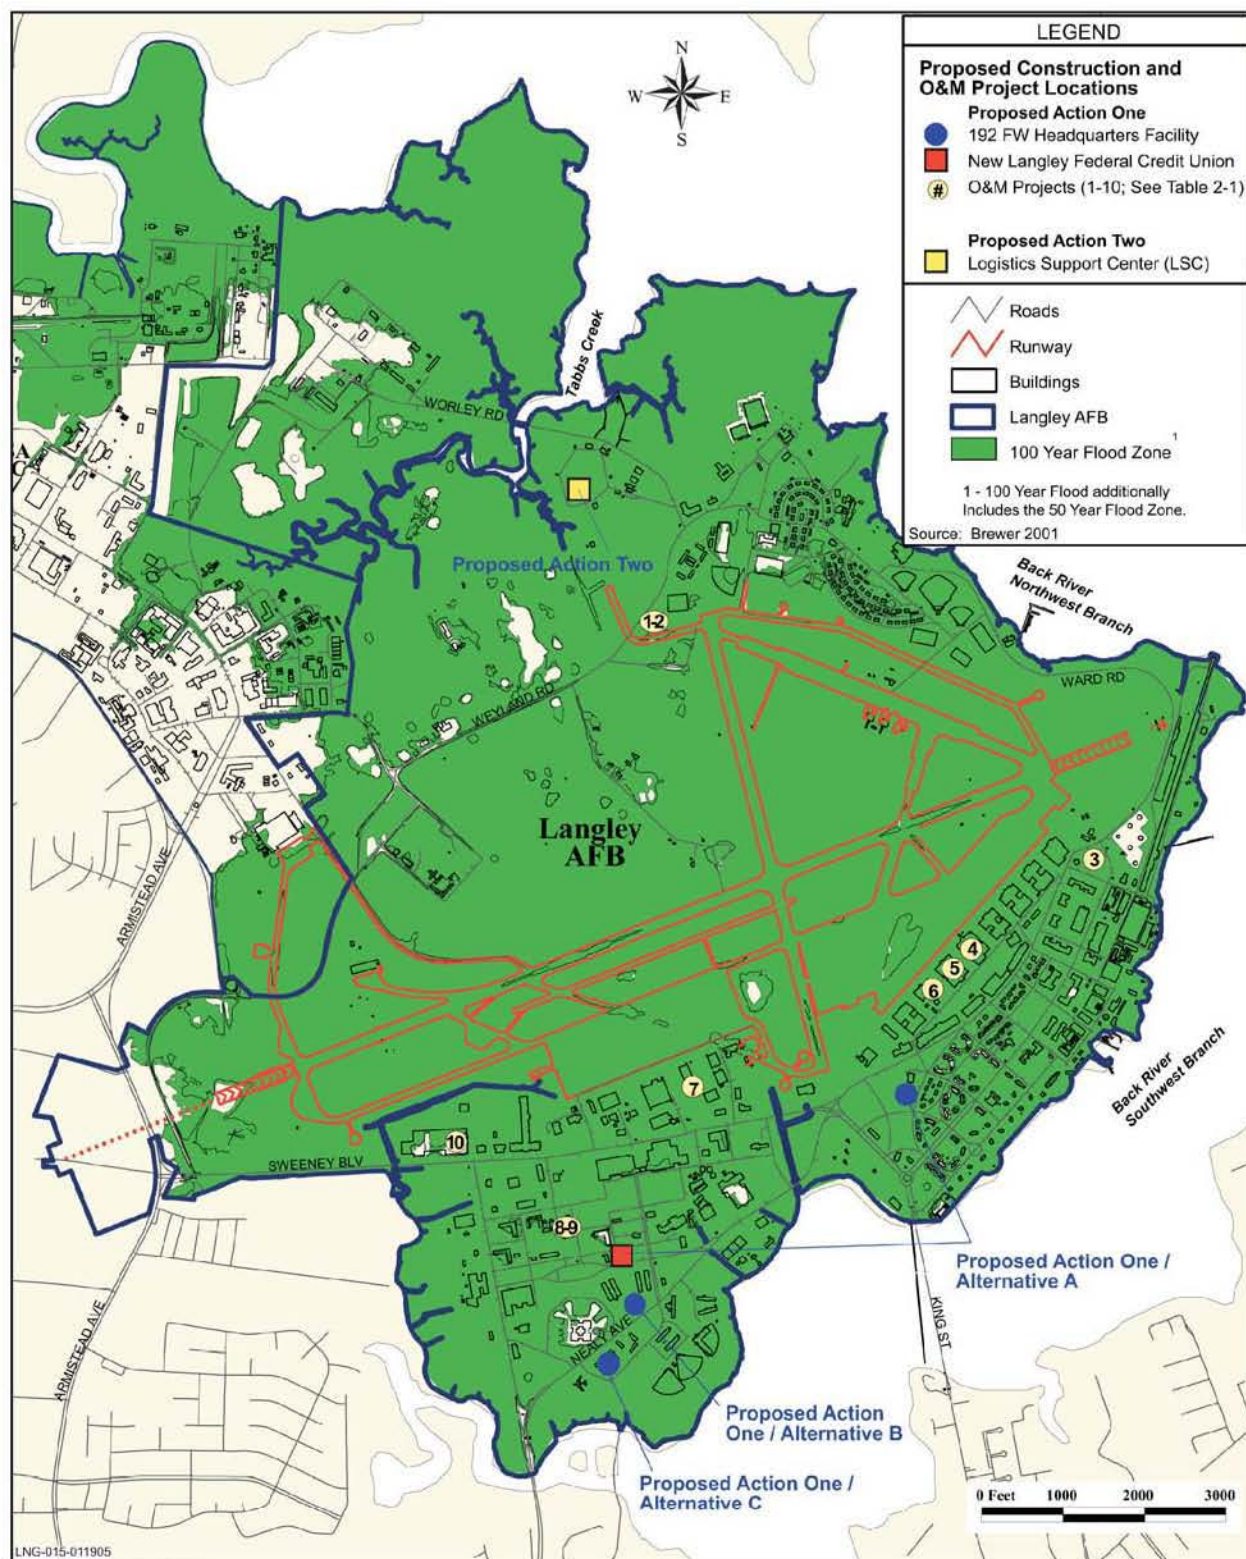 LEGEND
Proposed Construction and
O&M Project Locations
Proposed Action One
192 FW Headquarters Facility
New Langley Federal Credit Union
# O&M Projects (1-10; See Table 2-1)
Proposed Action Two
Logistics Support Center (LSC)
Roads
Runway
Buildings
Langley AFB
100 Year Flood Zone 1
1 - 100 Year Flood additionally
Includes the 50 Year Flood Zone.
Source: Brewer 2001
N
W E
S
Tabbs Creek
WORLEY RD
Proposed Action Two
1-2
WEYLAND RD
Back River
Northwest Branch
WARD RD
Langley
AFB
ARMISTEAD AVE
3
4
5
6
7
10
SWEENEY BLV
8-9
Back River
Southwest Branch
Proposed Action One /
Alternative A
KING ST
NEALY AVE
ARMISTEAD AVE
Proposed Action
One / Alternative B
Proposed Action One /
Alternative C
0 Feet 1000 2000 3000
LNG-015-011905